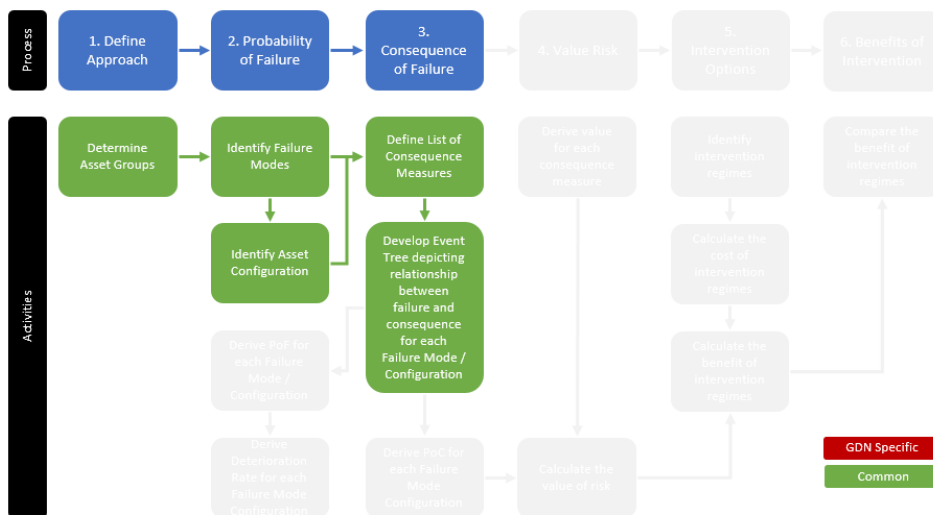 Process
1. Define
Approach
2. Probability
of Failure
3.
Consequence
of Failure
4. Value Risk
5.
Intervention
Options
6. Benefits of
Intervention
Activities
Determine
Asset Groups
Identify Failure
Modes
Define List of
Consequence
Measures
Derive value
for each
consequence
measure
Identify
Intervention
regimes
Compare the
benefit of
intervention
regimes
Identify Asset
Configuration
Develop Event
Tree depicting
relationship
between
failure and
consequence
for each
Failure Mode /
Configuration
Calculate the
cost of
intervention
regimes
Derive PoF for
each Failure
Mode /
Configuration
Calculate the
benefit of
intervention
regimes
Derive
Deterioration
Rate for each
Failure Mode
Configuration
Derive PoC for
each Failure
Mode
Configuration
Calculate the
value of risk
GDN Specific
Common